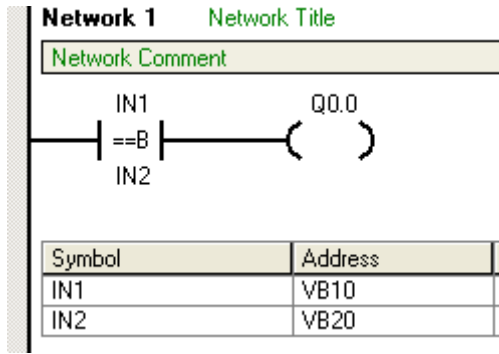 Network 1 Network Title
Network Comment
IN1 Q0.0
==B
IN2
Symbol Address
IN1 VB10
IN2 VB20